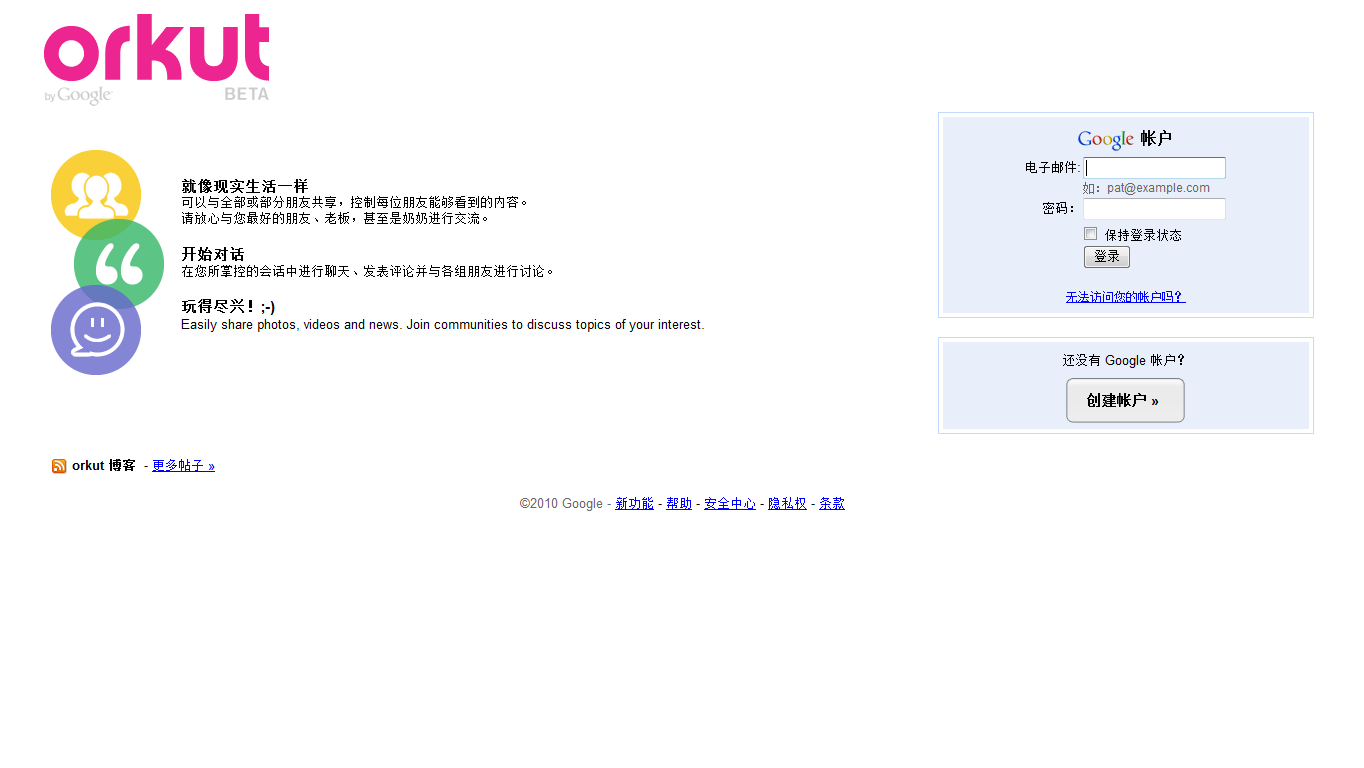 orkut
by Google BETA
就像现实生活一样
可以与全部或部分朋友共享，控制每位朋友能够看到的内容。
请放心与您最好的朋友、老板，甚至是奶奶进行交流。
开始对话
在您所掌控的会话中进行聊天、发表评论并与各组朋友进行讨论。
玩得尽兴！;-)
Easily share photos, videos and news. Join communities to discuss topics of your interest.
Google 帐户
电子邮件:
如：pat@example.com
密码：
保持登录状态
登录
无法访问您的帐户吗？
还没有 Google 帐户？
创建帐户 »
orkut 博客 - 更多帖子 »
©2010 Google - 新功能 - 帮助 - 安全中心 - 隐私权 - 条款